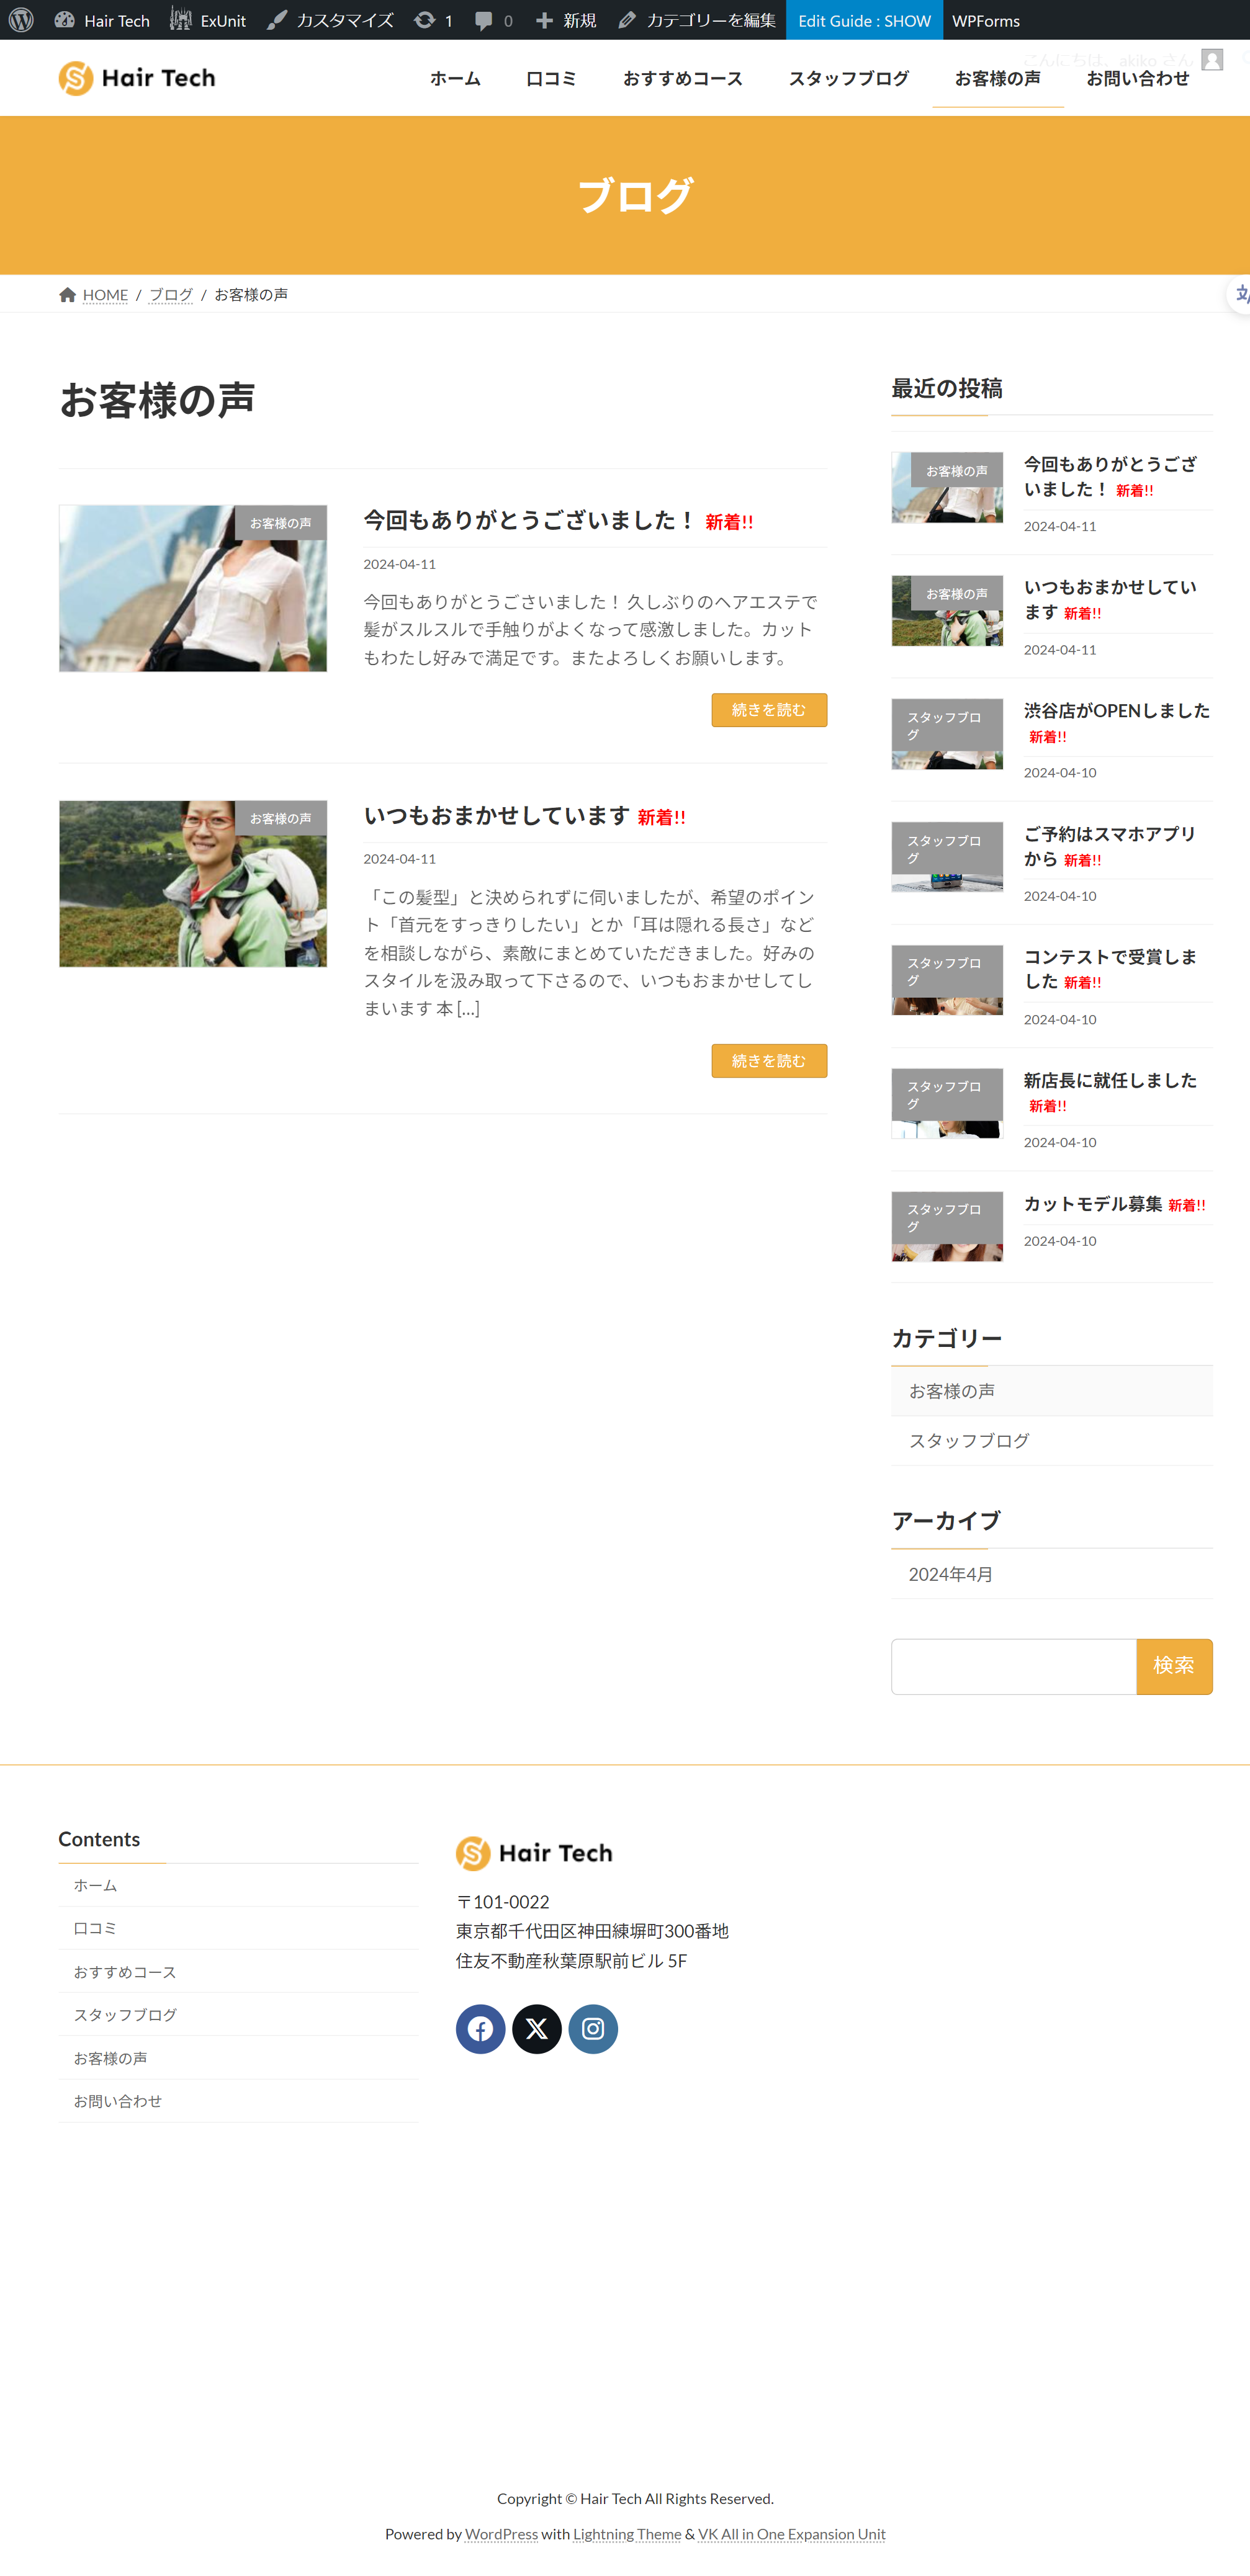 Hair Tech ExUnit カスタマイズ 1 0 新規 カテゴリーを編集 Edit Guide : SHOW WPForms
こんにちは、akiko さん
Hair Tech
ホーム 口コミ おすすめコース スタッフブログ お客様の声 お問い合わせ
ブログ
HOME / ブログ / お客様の声
お客様の声
お客様の声
今回もありがとうございました！ 新着!!
2024-04-11
今回もありがとうごさいました！ 久しぶりのヘアエステで
髪がスルスルで手触りがよくなって感激しました。カット
もわたし好みで満足です。またよろしくお願いします。
続きを読む
お客様の声
いつもおまかせしています 新着!!
2024-04-11
「この髪型」と決められずに伺いましたが、希望のポイン
ト「首元をすっきりしたい」とか「耳は隠れる長さ」など
を相談しながら、素敵にまとめていただきました。好みの
スタイルを汲み取って下さるので、いつもおまかせしてし
まいます 本 [...]
続きを読む
最近の投稿
お客様の声
今回もありがとうござ
いました！ 新着!!
2024-04-11
お客様の声
いつもおまかせしてい
ます 新着!!
2024-04-11
スタッフブロ
グ
渋谷店がOPENしました
新着!!
2024-04-10
スタッフブロ
グ
ご予約はスマホアプリ
から 新着!!
2024-04-10
スタッフブロ
グ
コンテストで受賞しま
した 新着!!
2024-04-10
スタッフブロ
グ
新店長に就任しました
新着!!
2024-04-10
スタッフブロ
グ
カットモデル募集 新着!!
2024-04-10
カテゴリー
お客様の声
スタッフブログ
アーカイブ
2024年4月
検索
Contents
ホーム
口コミ
おすすめコース
スタッフブログ
お客様の声
お問い合わせ
Hair Tech
〒101-0022
東京都千代田区神田練塀町300番地
住友不動産秋葉原駅前ビル 5F
Copyright © Hair Tech All Rights Reserved.
Powered by WordPress with Lightning Theme & VK All in One Expansion Unit